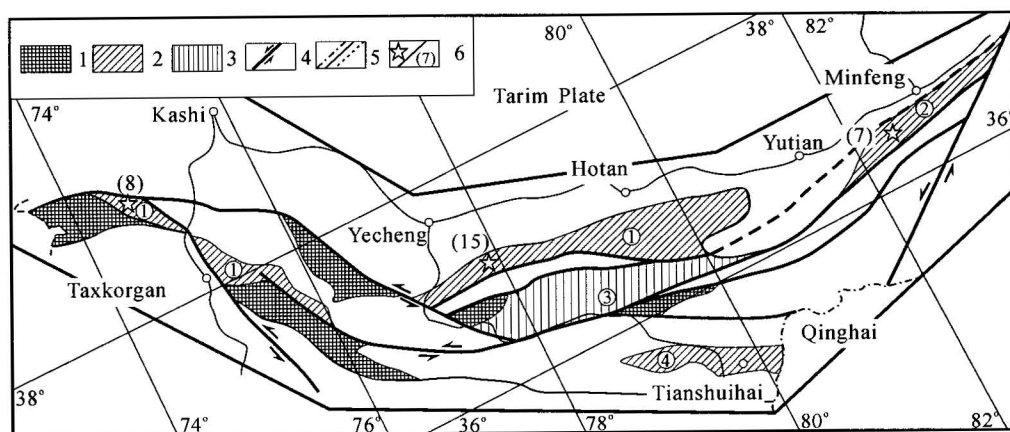 1 2 3 4 5 (7) 6
80° 38° 82°
74° Kashi Tarim Plate Minfeng
② 36°
(7)
Yutian
Hotan
(8)
①
Yecheng (15) ①
①
Taxkorgan ③
Qinghai
④
Tianshuihai
38°
74° 76° 36° 78° 80° 82°